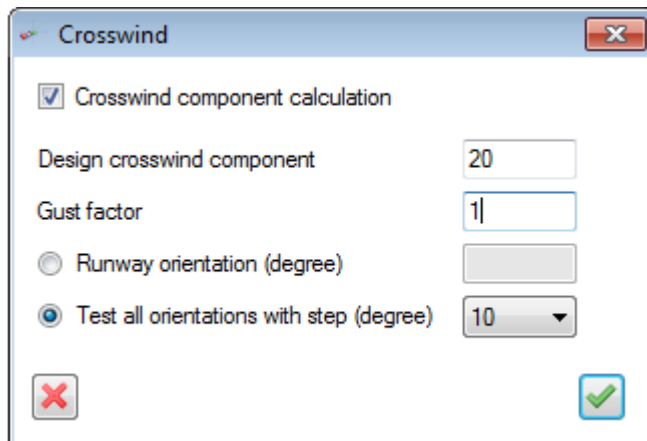 Crosswind
Crosswind component calculation
Design crosswind component 20
Gust factor 1
Runway orientation (degree)
Test all orientations with step (degree) 10